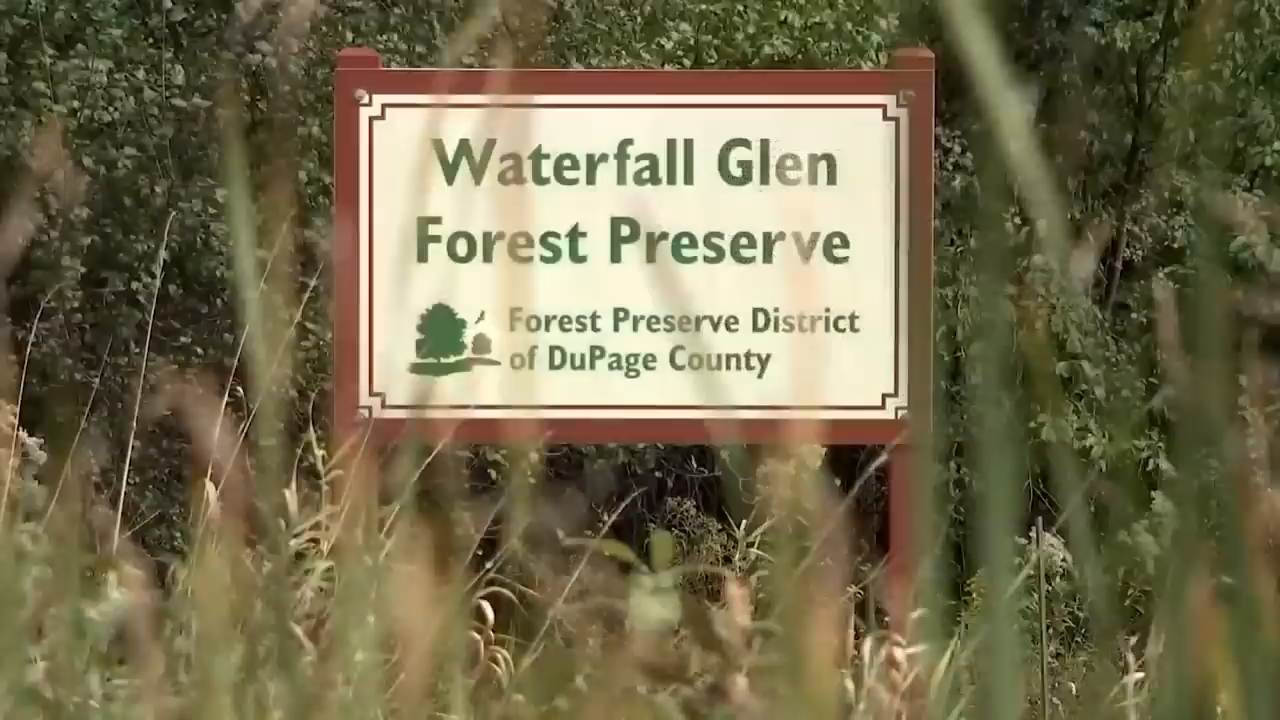 Waterfall Glen
Forest Preserve
Forest Preserve District
of DuPage County